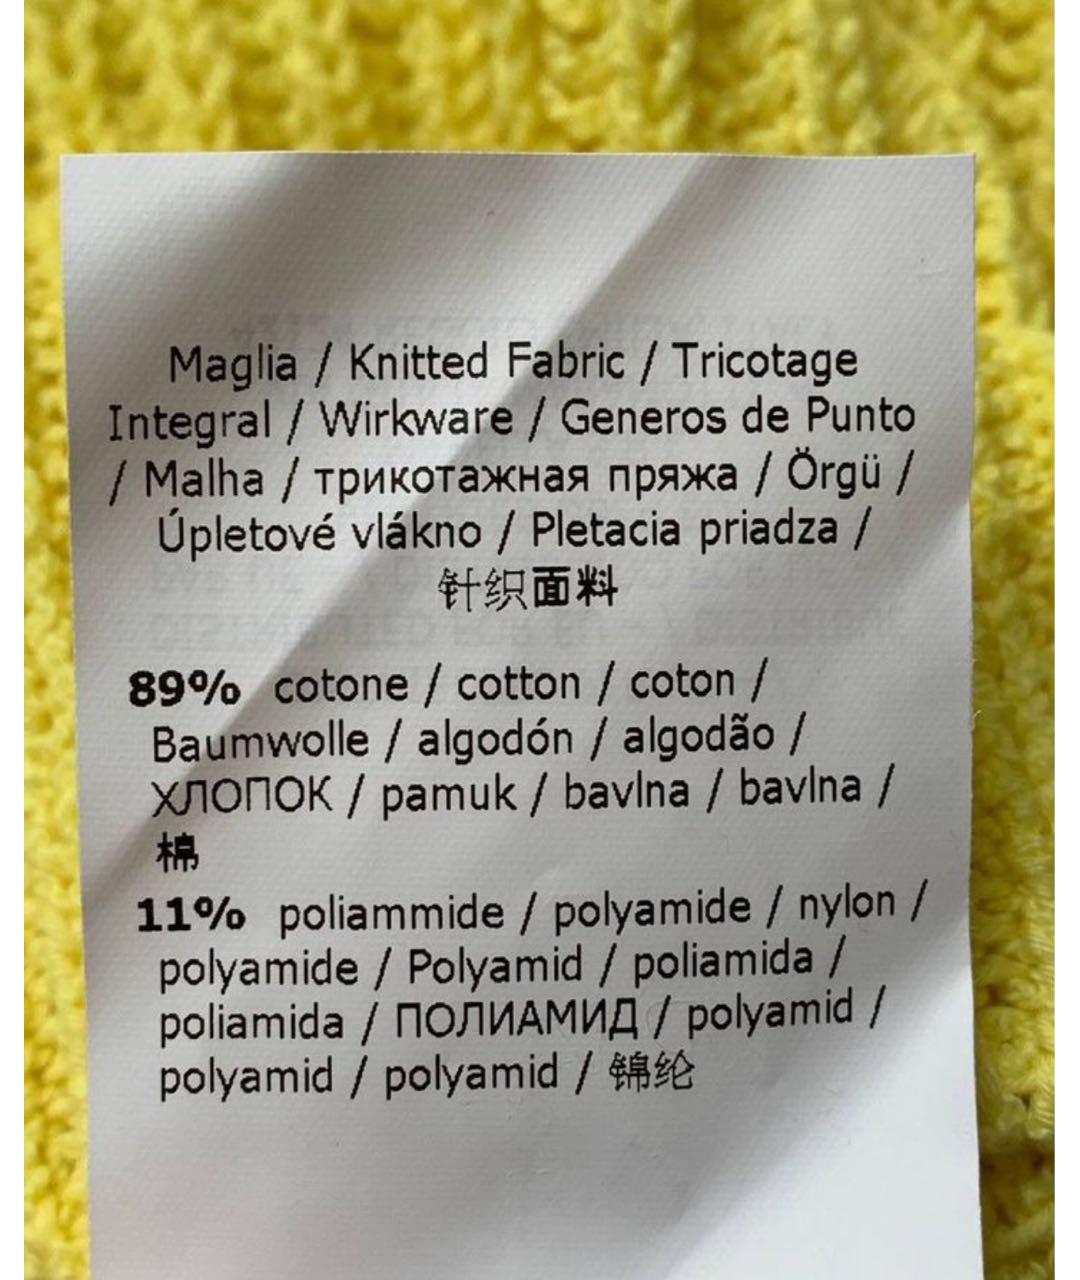 Maglia / Knitted Fabric / Tricotage
Integral / Wirkware / Generos de Punto
/ Malha / трикотажная пряжа / Örgü /
Úpletové vlákno / Pletacia priadza /
针织面料
89% cotone / cotton / coton /
Baumwolle / algodón / algodão /
ХЛОПОК / pamuk / bavlna / bavlna /
棉
11% poliammide / polyamide / nylon /
polyamide / Polyamid / poliamida /
poliamida / ПОЛИАМИД / polyamid /
polyamid / polyamid / 锦纶